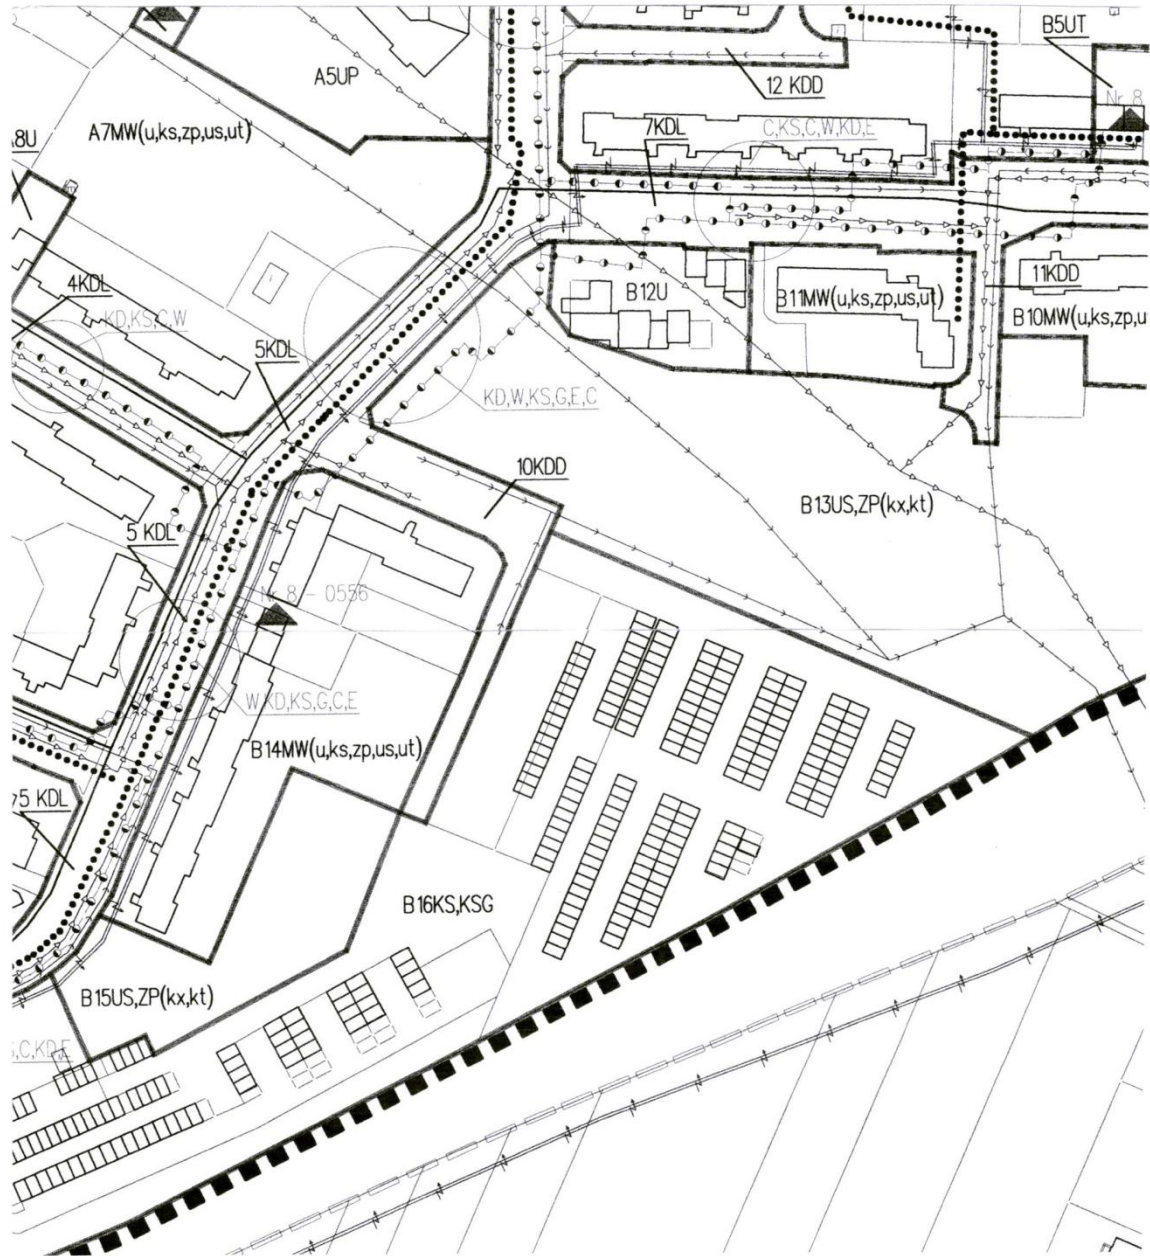 B5UT
A5UP
12 KDD
Nr 8
A7MW(u,ks,zp,us,ut)
7KDL
C,KS,C,W,KD,E
8U
4KDL
11KDD
B12U
B11MW(u,ks,zp,us,ut)
B10MW(u,ks,zp,u
KD,KS,C,W
5KDL
KD,W,KS,G,E,C
10KDD
B13US,ZP(kx,kt)
5 KDL
Nr 8 - 0556
W,KD,KS,G,C,E
B14MW(u,ks,zp,us,ut)
5 KDL
B16KS,KSG
B15US,ZP(kx,kt)
,C,KD,E